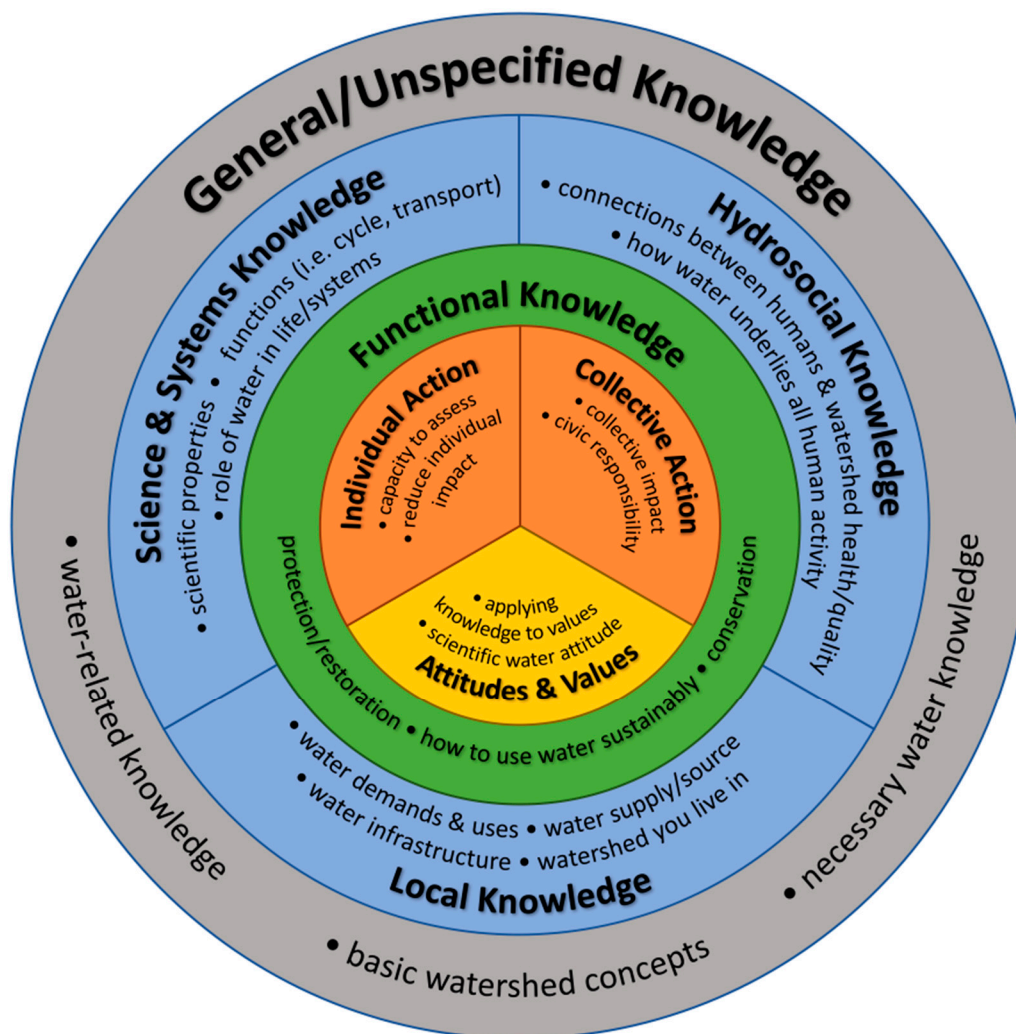 General/Unspecified Knowledge
• water-related knowledge
• basic watershed concepts
• necessary water knowledge
Science & Systems Knowledge
• scientific properties • functions (i.e. cycle, transport)
• role of water in life/systems
Hydrosocial Knowledge
• connections between humans & watershed health/quality
• how water underlies all human activity
Local Knowledge
• water demands & uses • water supply/source
• water infrastructure • watershed you live in
Functional Knowledge
protection/restoration • how to use water sustainably • conservation
Individual Action
• capacity to assess
• reduce individual
impact
Collective Action
• collective impact
• civic responsibility
• applying
knowledge to values
• scientific water attitude
Attitudes & Values